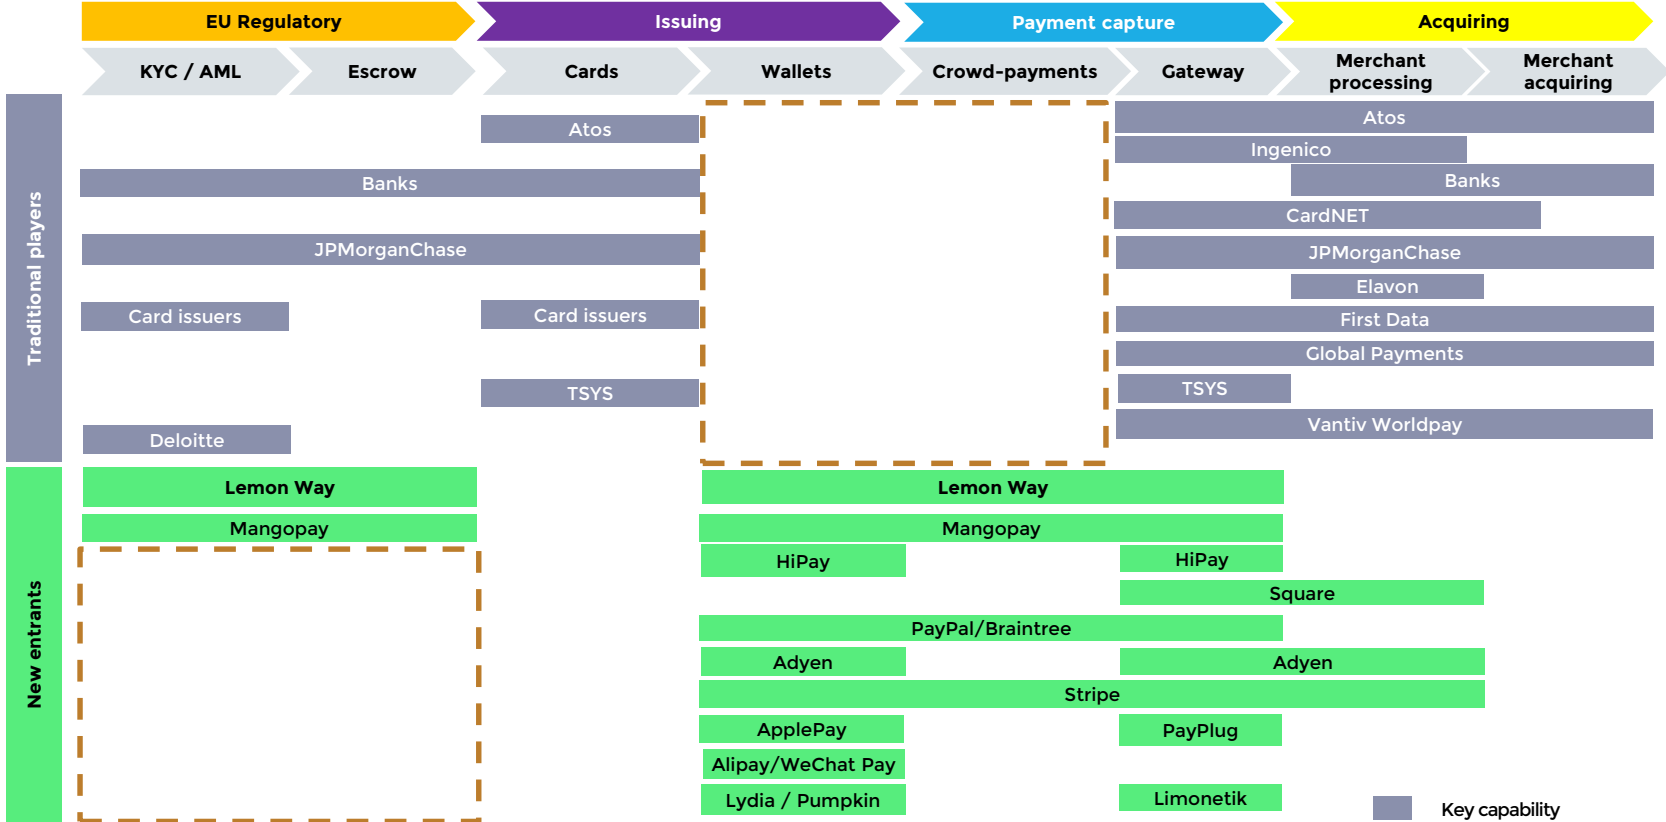 EU Regulatory
Issuing
Payment capture
Acquiring
KYC / AML
Escrow
Cards
Wallets
Crowd-payments
Gateway
Merchant
processing
Merchant
acquiring
Traditional players
Atos
Atos
Ingenico
Banks
Banks
CardNET
JPMorganChase
JPMorganChase
Elavon
Card issuers
Card issuers
First Data
Global Payments
TSYS
TSYS
Deloitte
Vantiv Worldpay
New entrants
Lemon Way
Lemon Way
Mangopay
Mangopay
HiPay
HiPay
Square
PayPal/Braintree
Adyen
Adyen
Stripe
ApplePay
PayPlug
Alipay/WeChat Pay
Lydia / Pumpkin
Limonetik
Key capability